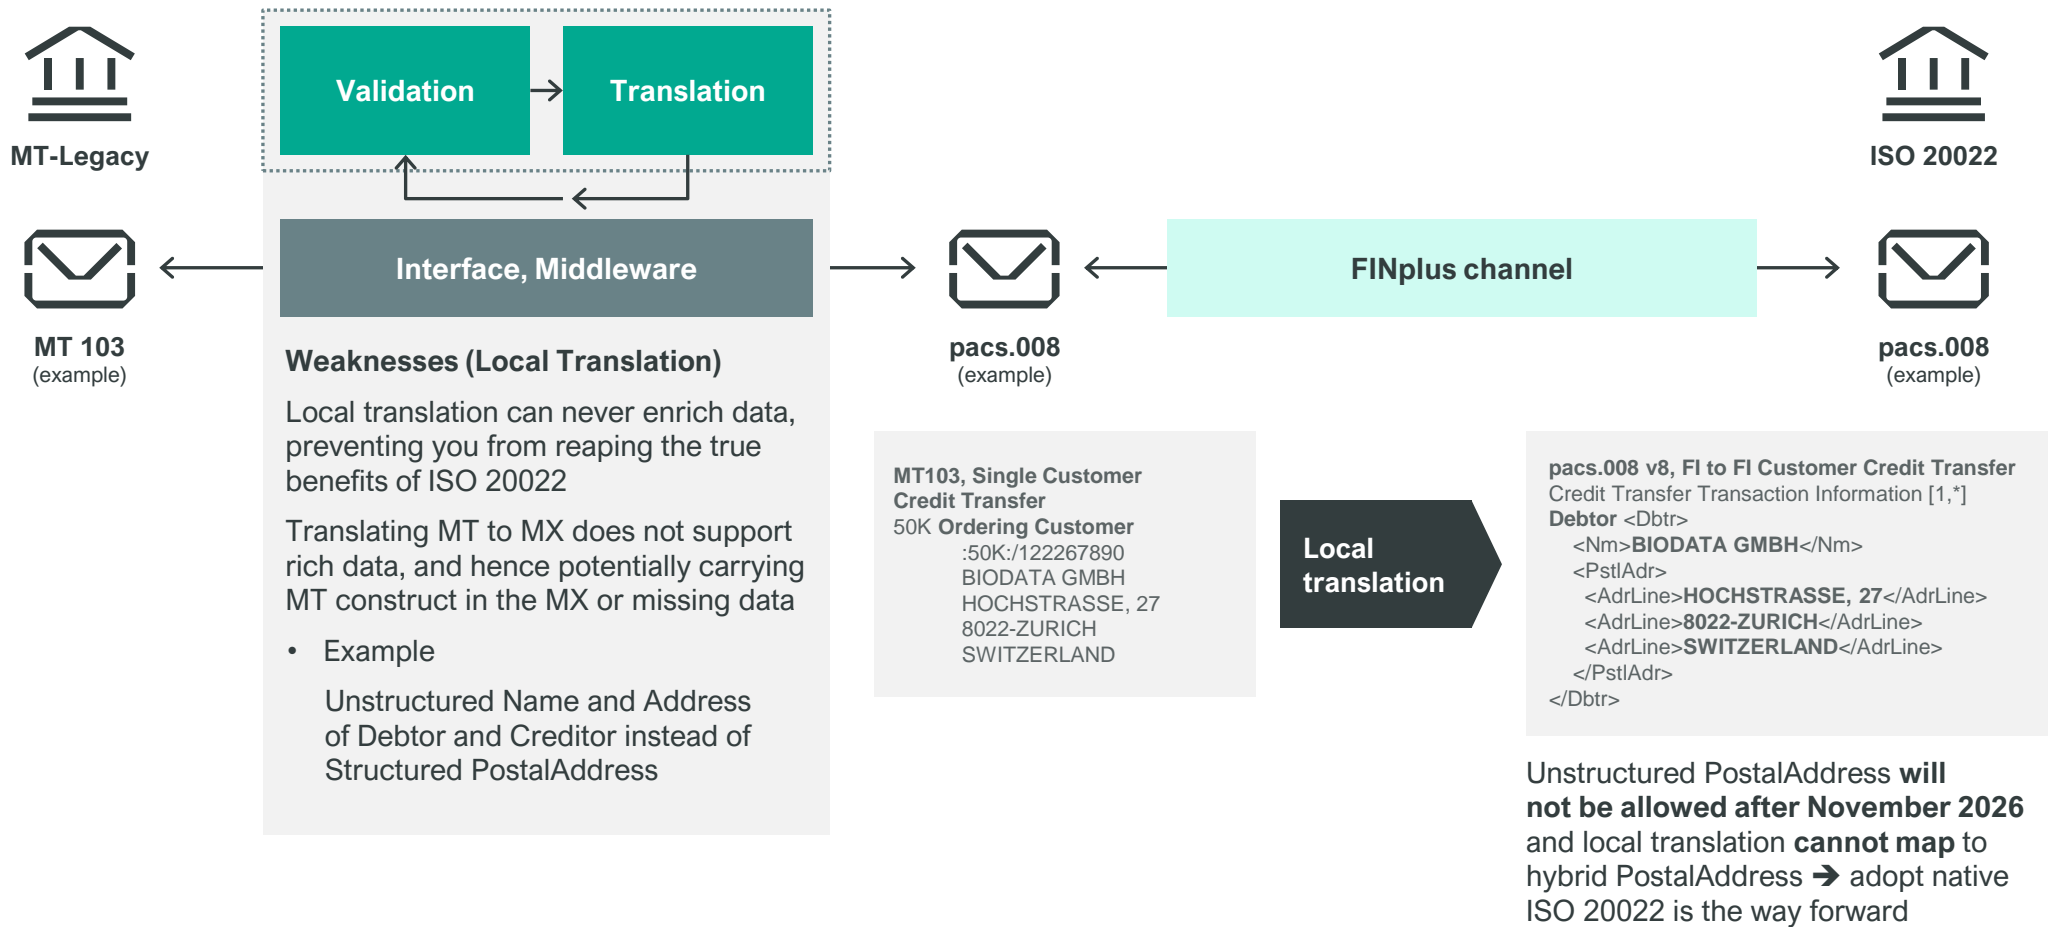 MT-Legacy
Validation
Translation
ISO 20022
Interface, Middleware
FINplus channel
MT 103
(example)
pacs.008
(example)
pacs.008
(example)
Weaknesses (Local Translation)
Local translation can never enrich data,
preventing you from reaping the true
benefits of ISO 20022
Translating MT to MX does not support
rich data, and hence potentially carrying
MT construct in the MX or missing data
• Example
Unstructured Name and Address
of Debtor and Creditor instead of
Structured PostalAddress
MT103, Single Customer
Credit Transfer
50K Ordering Customer
:50K:/122267890
BIODATA GMBH
HOCHSTRASSE, 27
8022-ZURICH
SWITZERLAND
Local
translation
pacs.008 v8, FI to FI Customer Credit Transfer
Credit Transfer Transaction Information [1,*]
Debtor <Dbtr>
<Nm>BIODATA GMBH</Nm>
<PstlAdr>
<AdrLine>HOCHSTRASSE, 27</AdrLine>
<AdrLine>8022-ZURICH</AdrLine>
<AdrLine>SWITZERLAND</AdrLine>
</PstlAdr>
</Dbtr>
Unstructured PostalAddress will
not be allowed after November 2026
and local translation cannot map to
hybrid PostalAddress ➔ adopt native
ISO 20022 is the way forward